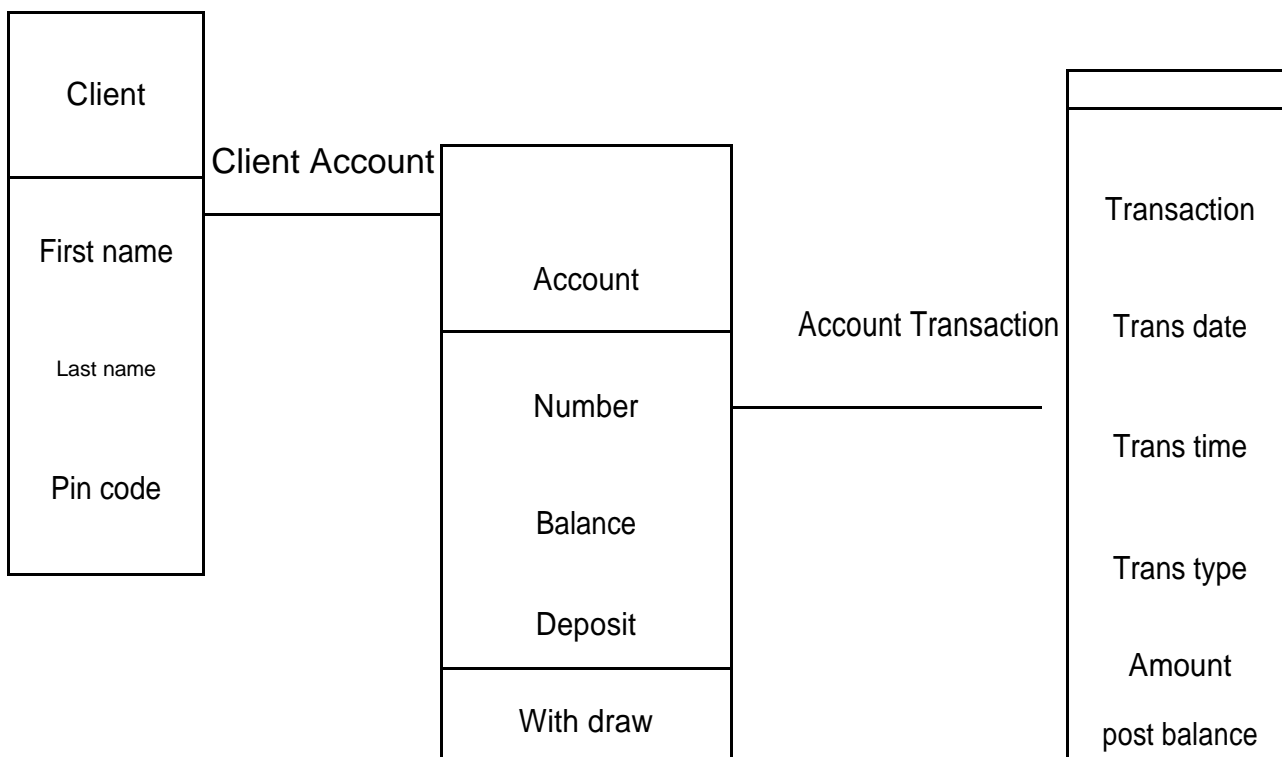 Client
First name
Last name
Pin code
Client Account
Account
Number
Balance
Deposit
With draw
Account Transaction
Transaction
Trans date
Trans time
Trans type
Amount
post balance